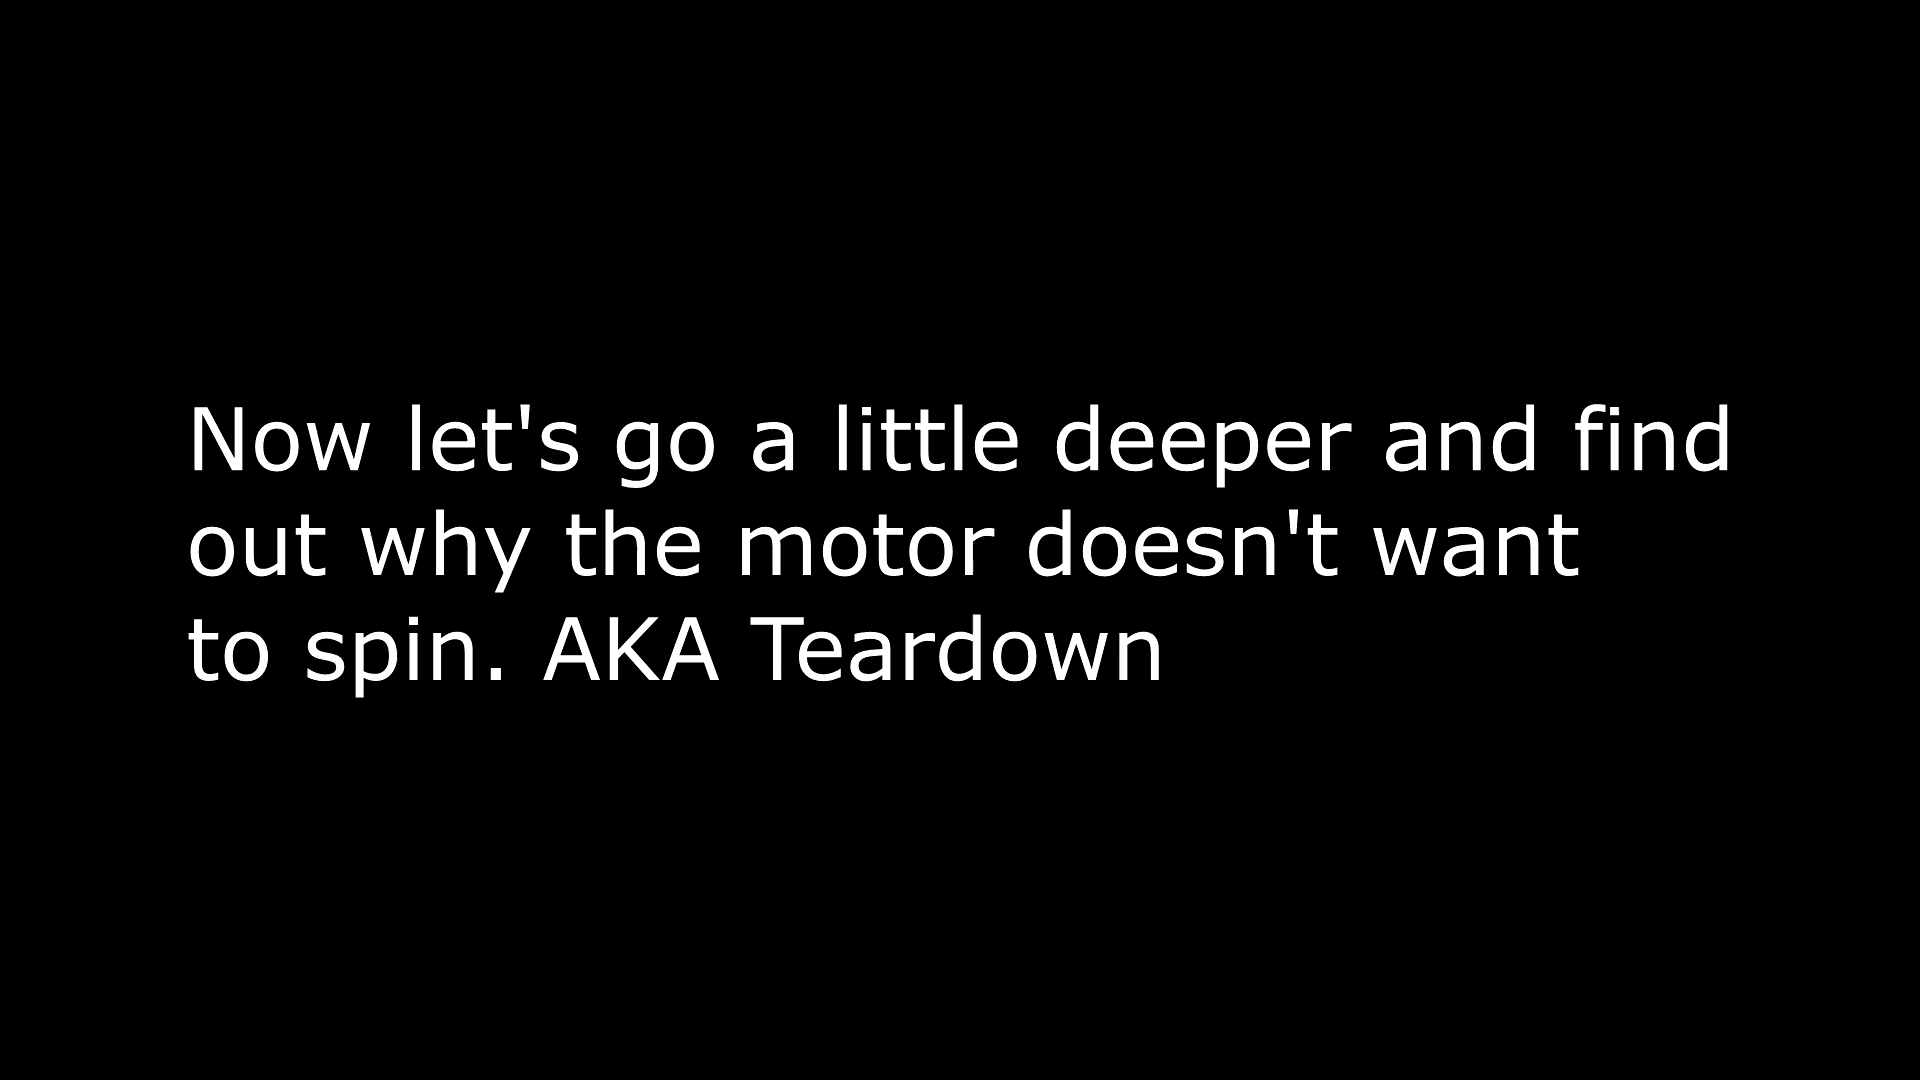 Now let's go a little deeper and find
out why the motor doesn't want
to spin. AKA Teardown